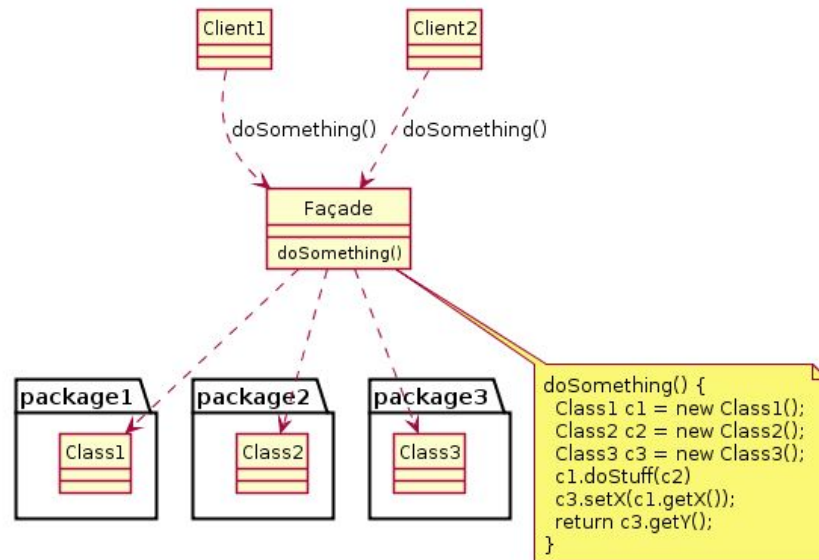 Client1
Client2
doSomething()
doSomething()
Façade
doSomething()
package1
package2
package3
Class1
Class2
Class3
doSomething() {
Class1 c1 = new Class1();
Class2 c2 = new Class2();
Class3 c3 = new Class3();
c1.doStuff(c2)
c3.setX(c1.getX());
return c3.getY();
}